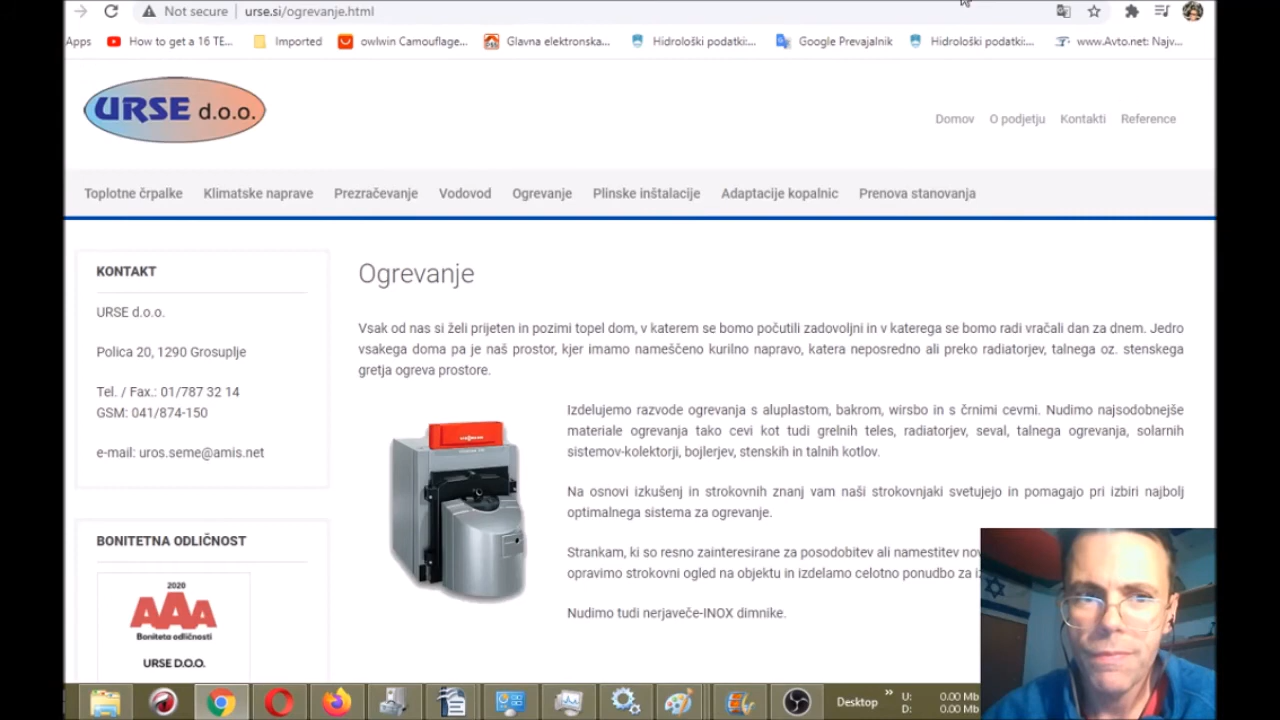 Not secure urse.si/ogrevanje.html
Apps How to get a 16 TE... Imported owlwin Camouflage... Glavna elektronska... Hidrološki podatki:... Google Prevajalnik Hidrološki podatki:... www.Avto.net: Najv...
URSE d.o.o.
Domov O podjetju Kontakti Reference
Toplotne črpalke Klimatske naprave Prezračevanje Vodovod Ogrevanje Plinske inštalacije Adaptacije kopalnic Prenova stanovanja
KONTAKT
URSE d.o.o.
Polica 20, 1290 Grosuplje
Tel. / Fax.: 01/787 32 14
GSM: 041/874-150
e-mail: uros.seme@amis.net
BONITETNA ODLIČNOST
2020
AAA
Boniteta odličnosti
URSE D.O.O.
Ogrevanje
Vsak od nas si želi prijeten in pozimi topel dom, v katerem se bomo počutili zadovoljni in v katerega se bomo radi vračali dan za dnem. Jedro
vsakega doma pa je naš prostor, kjer imamo nameščeno kurilno napravo, katera neposredno ali preko radiatorjev, talnega oz. stenskega
gretja ogreva prostore.
Izdelujemo razvode ogrevanja s aluplastom, bakrom, wirsbo in s črnimi cevmi. Nudimo najsodobnejše
materiale ogrevanja tako cevi kot tudi grelnih teles, radiatorjev, seval, talnega ogrevanja, solarnih
sistemov-kolektorji, bojlerjev, stenskih in talnih kotlov.
Na osnovi izkušenj in strokovnih znanj vam naši strokovnjaki svetujejo in pomagajo pri izbiri najbolj
optimalnega sistema za ogrevanje.
Strankam, ki so resno zainteresirane za posodobitev ali namestitev
opravimo strokovni ogled na objektu in izdelamo celotno ponudbo za
Nudimo tudi nerjaveče-INOX dimnike.
Desktop » U: 0.00 Mb
D: 0.00 Mb